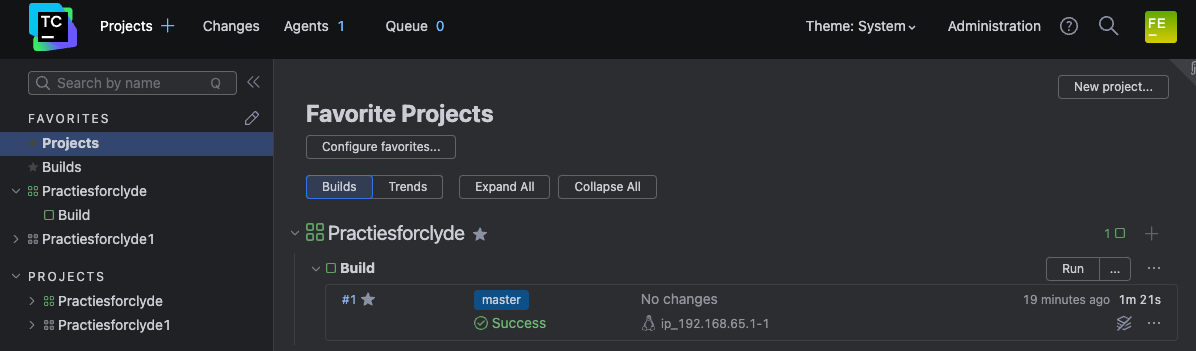 TC
Projects
Changes
Agents 1
Queue 0
Theme: System
Administration
FE
Search by name
Q
New project...
FAVORITES
Projects
Builds
Practiesforclyde
Build
Practiesforclyde1
PROJECTS
Practiesforclyde
Practiesforclyde1
Favorite Projects
Configure favorites...
Builds Trends Expand All Collapse All
Practiesforclyde
1
Build
Run ...
#1 master No changes 19 minutes ago 1m 21s
Success ip_192.168.65.1-1